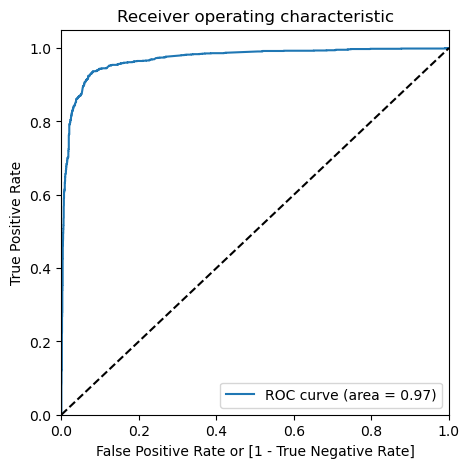 Receiver operating characteristic
1.0
0.8
0.6
0.4
0.2
0.0
True Positive Rate
ROC curve (area = 0.97)
0.0 0.2 0.4 0.6 0.8 1.0
False Positive Rate or [1 - True Negative Rate]